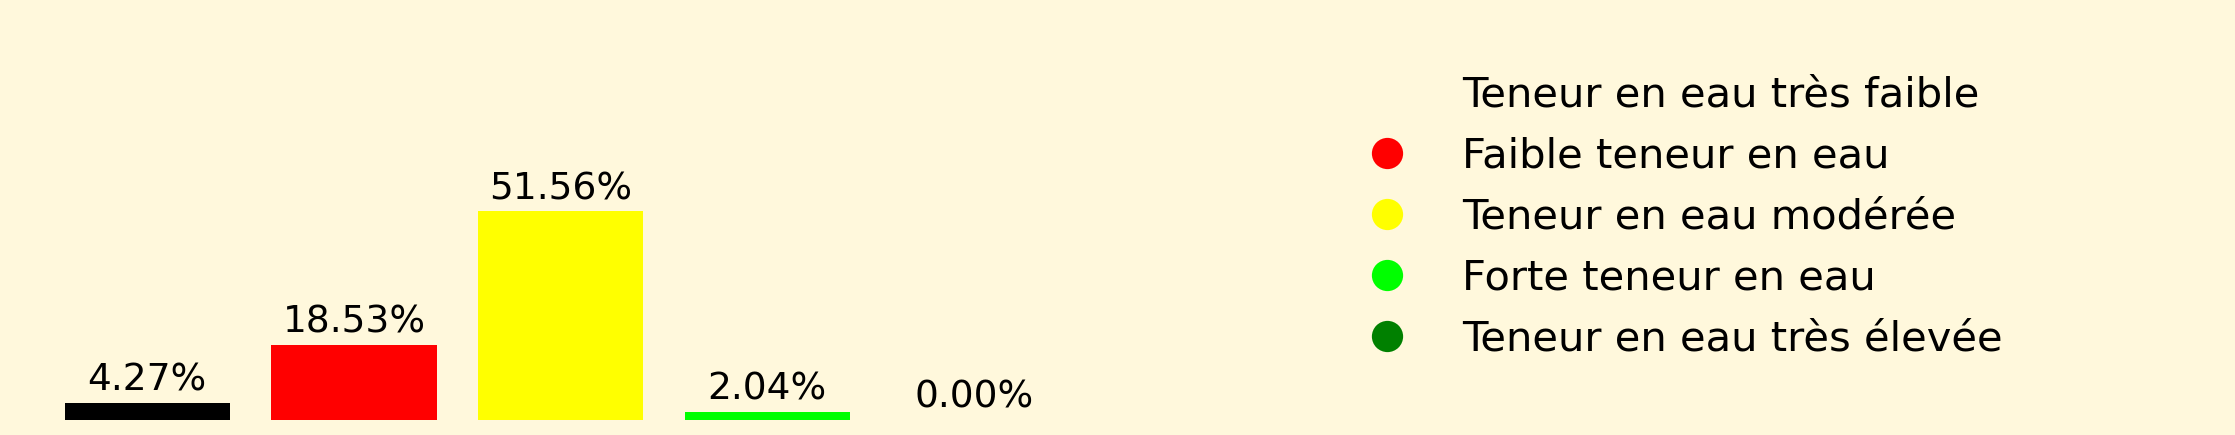 4.27%
18.53%
51.56%
2.04%
0.00%
Teneur en eau très faible
Faible teneur en eau
Teneur en eau modérée
Forte teneur en eau
Teneur en eau très élevée